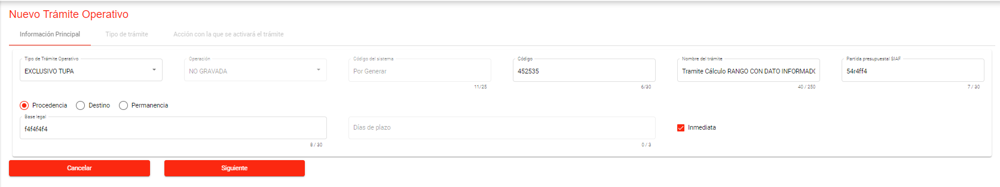 Nuevo Trámite Operativo
Información Principal Tipo de trámite Acción con la que se activará el trámite
Tipo de Trámite Operativo Operación Código del sistema Código Nombre del trámite Partida presupuestal SIAF
EXCLUSIVO TUPA NO GRAVADA Por Generar 452535 Tramite Cálculo RANGO CON DATO INFORMADO 54r4ff4
11/25 6/30 40 / 250 7 / 30
Procedencia Destino Permanencia
Base legal
f4f4f4f4 Días de plazo Inmediata
8 / 30 0 / 3
Cancelar Siguiente